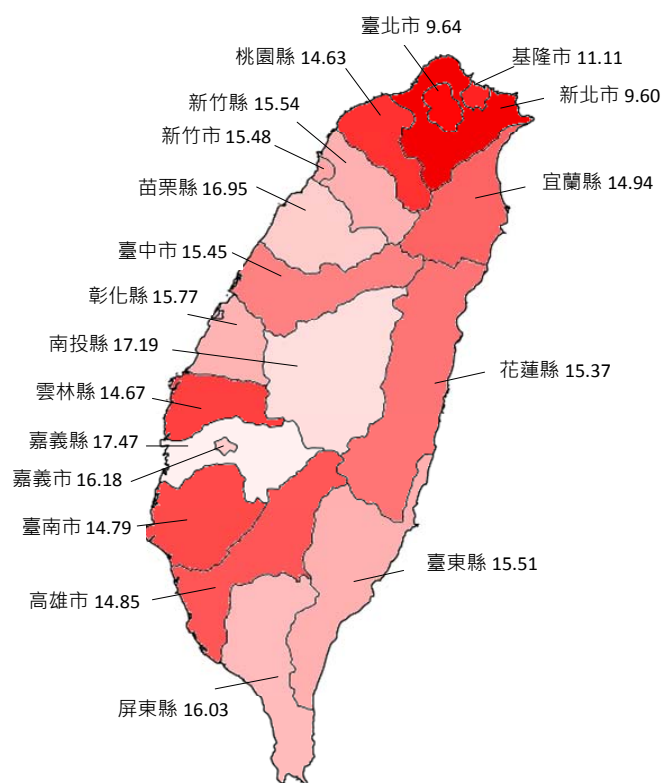 臺北市 9.64
桃園縣 14.63
基隆市 11.11
新竹縣 15.54
新北市 9.60
新竹市 15.48
苗栗縣 16.95
宜蘭縣 14.94
臺中市 15.45
彰化縣 15.77
南投縣 17.19
花蓮縣 15.37
雲林縣 14.67
嘉義縣 17.47
嘉義市 16.18
臺南市 14.79
臺東縣 15.51
高雄市 14.85
屏東縣 16.03